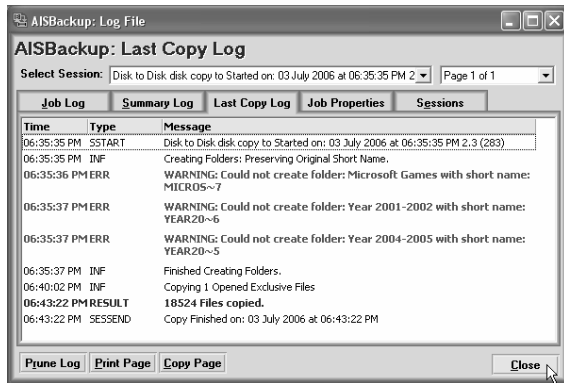 AISBackup: Log File
AISBackup: Last Copy Log
Select Session: Disk to Disk disk copy to Started on: 03 July 2006 at 06:35:35 PM 2 Page 1 of 1
Job Log Summary Log Last Copy Log Job Properties Sessions
Time Type Message
06:35:35 PM SSTART Disk to Disk disk copy to Started on: 03 July 2006 at 06:35:35 PM 2.3 (283)
06:35:35 PM INF Creating Folders: Preserving Original Short Name.
06:35:36 PM ERR WARNING: Could not create folder: Microsoft Games with short name:
MICROS~7
06:35:37 PM ERR WARNING: Could not create folder: Year 2001-2002 with short name:
YEAR20~6
06:35:37 PM ERR WARNING: Could not create folder: Year 2004-2005 with short name:
YEAR20~5
06:35:37 PM INF Finished Creating Folders.
06:40:02 PM INF Copying 1 Opened Exclusive Files
06:43:22 PM RESULT 18524 Files copied.
06:43:22 PM SESSEND Copy Finished on: 03 July 2006 at 06:43:22 PM
Prune Log Print Page Copy Page Close